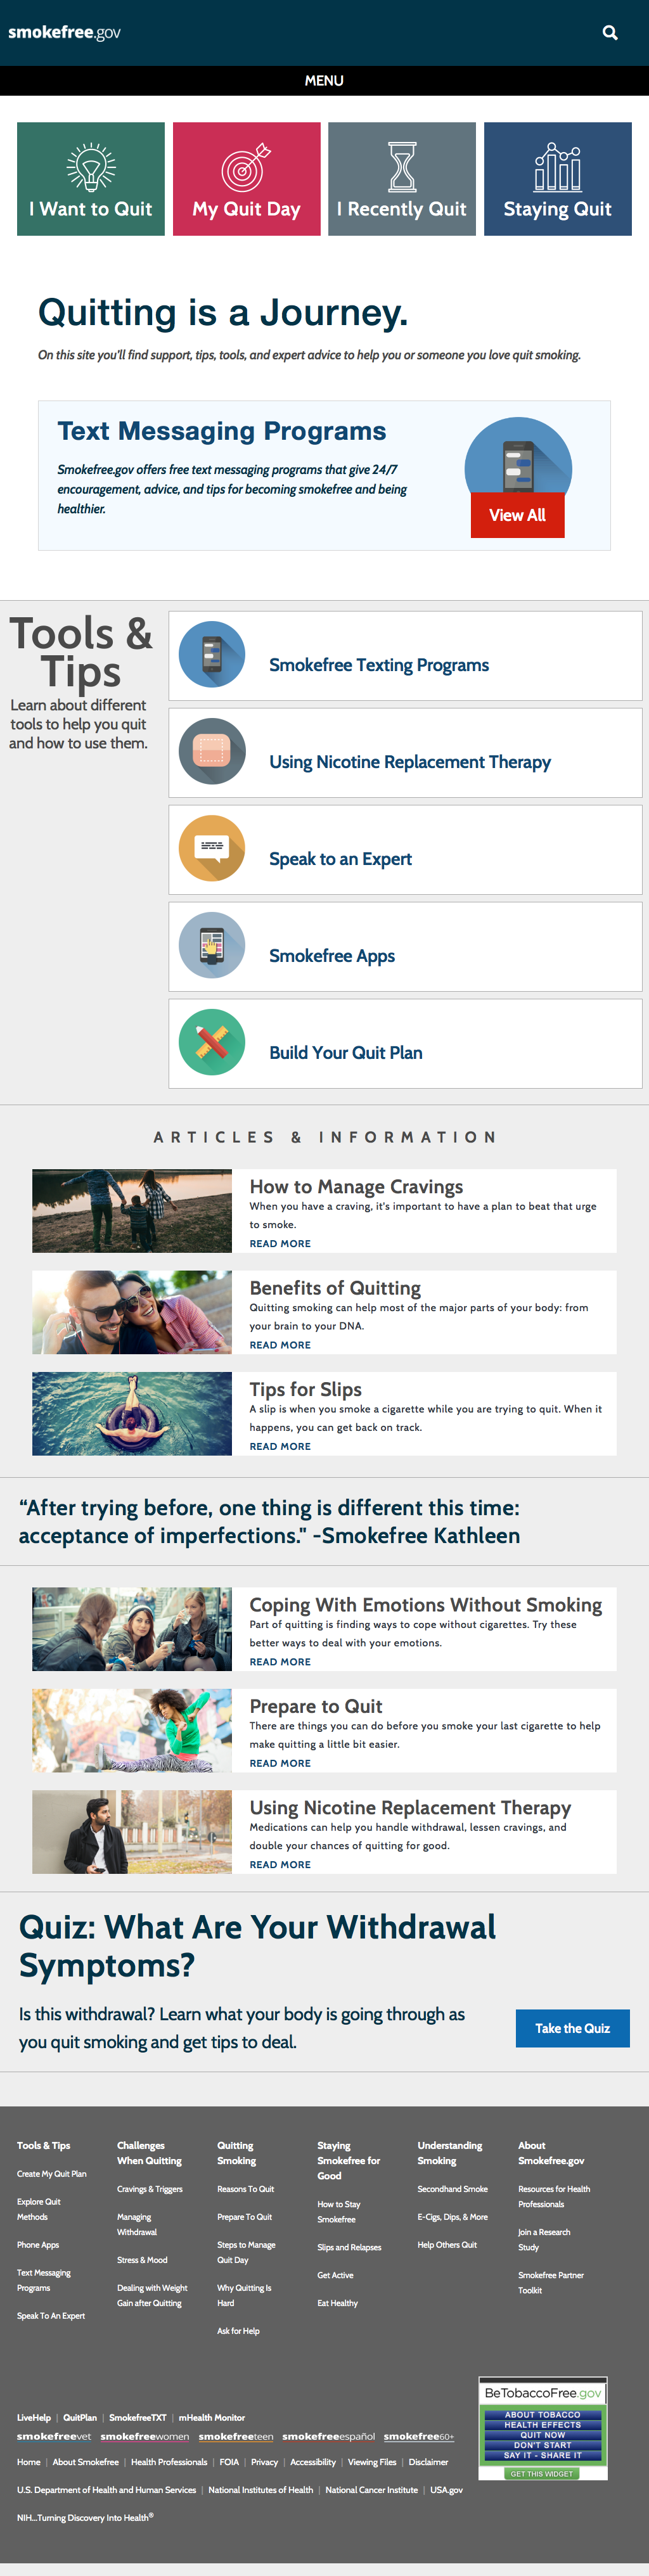 smokefree.gov
MENU
I Want to Quit
My Quit Day
I Recently Quit
Staying Quit
Quitting is a Journey.
On this site you'll find support, tips, tools, and expert advice to help you or someone you love quit smoking.
Text Messaging Programs
Smokefree.gov offers free text messaging programs that give 24/7
encouragement, advice, and tips for becoming smokefree and being
healthier.
View All
Tools &
Tips
Learn about different
tools to help you quit
and how to use them.
Smokefree Texting Programs
Using Nicotine Replacement Therapy
Speak to an Expert
Smokefree Apps
Build Your Quit Plan
ARTICLES & INFORMATION
How to Manage Cravings
When you have a craving, it's important to have a plan to beat that urge
to smoke.
READ MORE
Benefits of Quitting
Quitting smoking can help most of the major parts of your body: from
your brain to your DNA.
READ MORE
Tips for Slips
A slip is when you smoke a cigarette while you are trying to quit. When it
happens, you can get back on track.
READ MORE
“After trying before, one thing is different this time:
acceptance of imperfections." -Smokefree Kathleen
Coping With Emotions Without Smoking
Part of quitting is finding ways to cope without cigarettes. Try these
better ways to deal with your emotions.
READ MORE
Prepare to Quit
There are things you can do before you smoke your last cigarette to help
make quitting a little bit easier.
READ MORE
Using Nicotine Replacement Therapy
Medications can help you handle withdrawal, lessen cravings, and
double your chances of quitting for good.
READ MORE
Quiz: What Are Your Withdrawal
Symptoms?
Is this withdrawal? Learn what your body is going through as
you quit smoking and get tips to deal.
Take the Quiz
Tools & Tips
Create My Quit Plan
Explore Quit
Methods
Phone Apps
Text Messaging
Programs
Speak To An Expert
Challenges
When Quitting
Cravings & Triggers
Managing
Withdrawal
Stress & Mood
Dealing with Weight
Gain after Quitting
Quitting
Smoking
Reasons To Quit
Prepare To Quit
Steps to Manage
Quit Day
Why Quitting Is
Hard
Ask for Help
Staying
Smokefree for
Good
How to Stay
Smokefree
Slips and Relapses
Get Active
Eat Healthy
Understanding
Smoking
Secondhand Smoke
E-Cigs, Dips, & More
Help Others Quit
About
Smokefree.gov
Resources for Health
Professionals
Join a Research
Study
Smokefree Partner
Toolkit
LiveHelp | QuitPlan | SmokefreeTXT | mHealth Monitor
smokefreevet smokefreewomen smokefreeteen smokefreeespañol smokefree60+
Home | About Smokefree | Health Professionals | FOIA | Privacy | Accessibility | Viewing Files | Disclaimer
U.S. Department of Health and Human Services | National Institutes of Health | National Cancer Institute | USA.gov
NIH...Turning Discovery Into Health®
BeTobaccoFree.gov
ABOUT TOBACCO
HEALTH EFFECTS
QUIT NOW
DON'T START
SAY IT - SHARE IT
GET THIS WIDGET